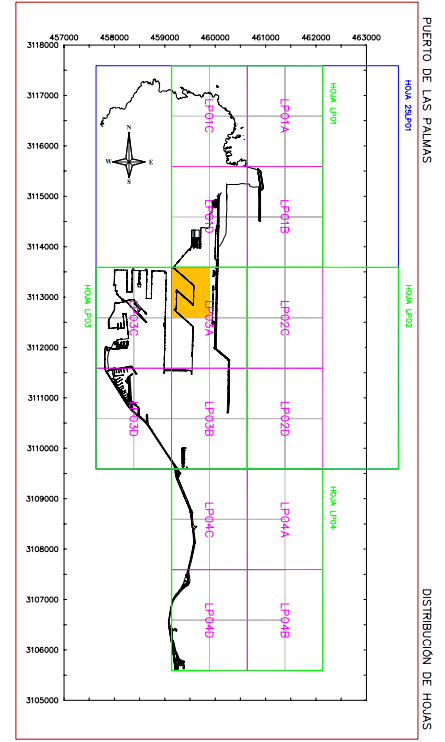 PUERTO DE LAS PALMAS
DISTRIBUCIÓN DE HOJAS
457000
458000
459000
460000
461000
462000
463000
3118000
3117000
3116000
3115000
3114000
3113000
3112000
3111000
3110000
3109000
3108000
3107000
3106000
3105000
HOJA 25LP01
HOJA LP01
HOJA LP02
HOJA LP03
HOJA LP04
LP01C
LP01A
LP01D
LP01B
LP03C
LP03A
LP02C
LP03D
LP03B
LP02D
LP04C
LP04A
LP04D
LP04B
N
W
E
S